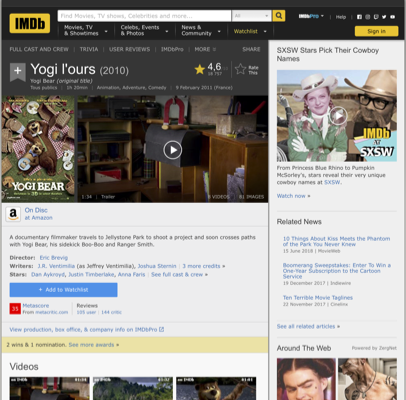 IMDb
Find Movies, TV shows, Celebrities and more...
All
Movies, TV & Showtimes
Celebs, Events & Photos
News & Community
Watchlist
IMDbPro
Help
Sign in
FULL CAST AND CREW | TRIVIA | USER REVIEWS | IMDbPro | MORE
SHARE
Yogi l'ours (2010)
Yogi Bear (original title)
Tous publics | 1h 20min | Animation, Adventure, Comedy | 9 February 2011 (France)
4,6
Rate This
YOGI BEAR
1:34 | Trailer
8 VIDEOS | 81 IMAGES
On Disc
at Amazon
A documentary filmmaker travels to Jellystone Park to shoot a project and soon crosses paths
with Yogi Bear, his sidekick Boo-Boo and Ranger Smith.
Director: Eric Brevig
Writers: J.R. Ventimilia (as Jeffrey Ventimilia), Joshua Sternin | 3 more credits »
Stars: Dan Aykroyd, Justin Timberlake, Anna Faris | See full cast & crew »
+ Add to Watchlist
35
Metascore
From metacritic.com
Reviews
105 user | 144 critic
View production, box office, & company info on IMDbPro
2 wins & 1 nomination. See more awards »
Videos
SXSW Stars Pick Their Cowboy
Names
IMDb
at
SXSW
From Princess Blue Rhino to Pumpkin
McSorley's, stars reveal their very unique
cowboy names at SXSW.
Watch now »
Related News
10 Things About Kiss Meets the Phantom
of the Park You Never Knew
15 June 2018 | MovieWeb
Boomerang Sweepstakes: Enter To Win a
One-Year Subscription to the Cartoon
Service
19 December 2017 | Indiewire
Ten Terrible Movie Taglines
22 November 2017 | Cineflon
See all related articles »
Around The Web | Powered by ZergNet